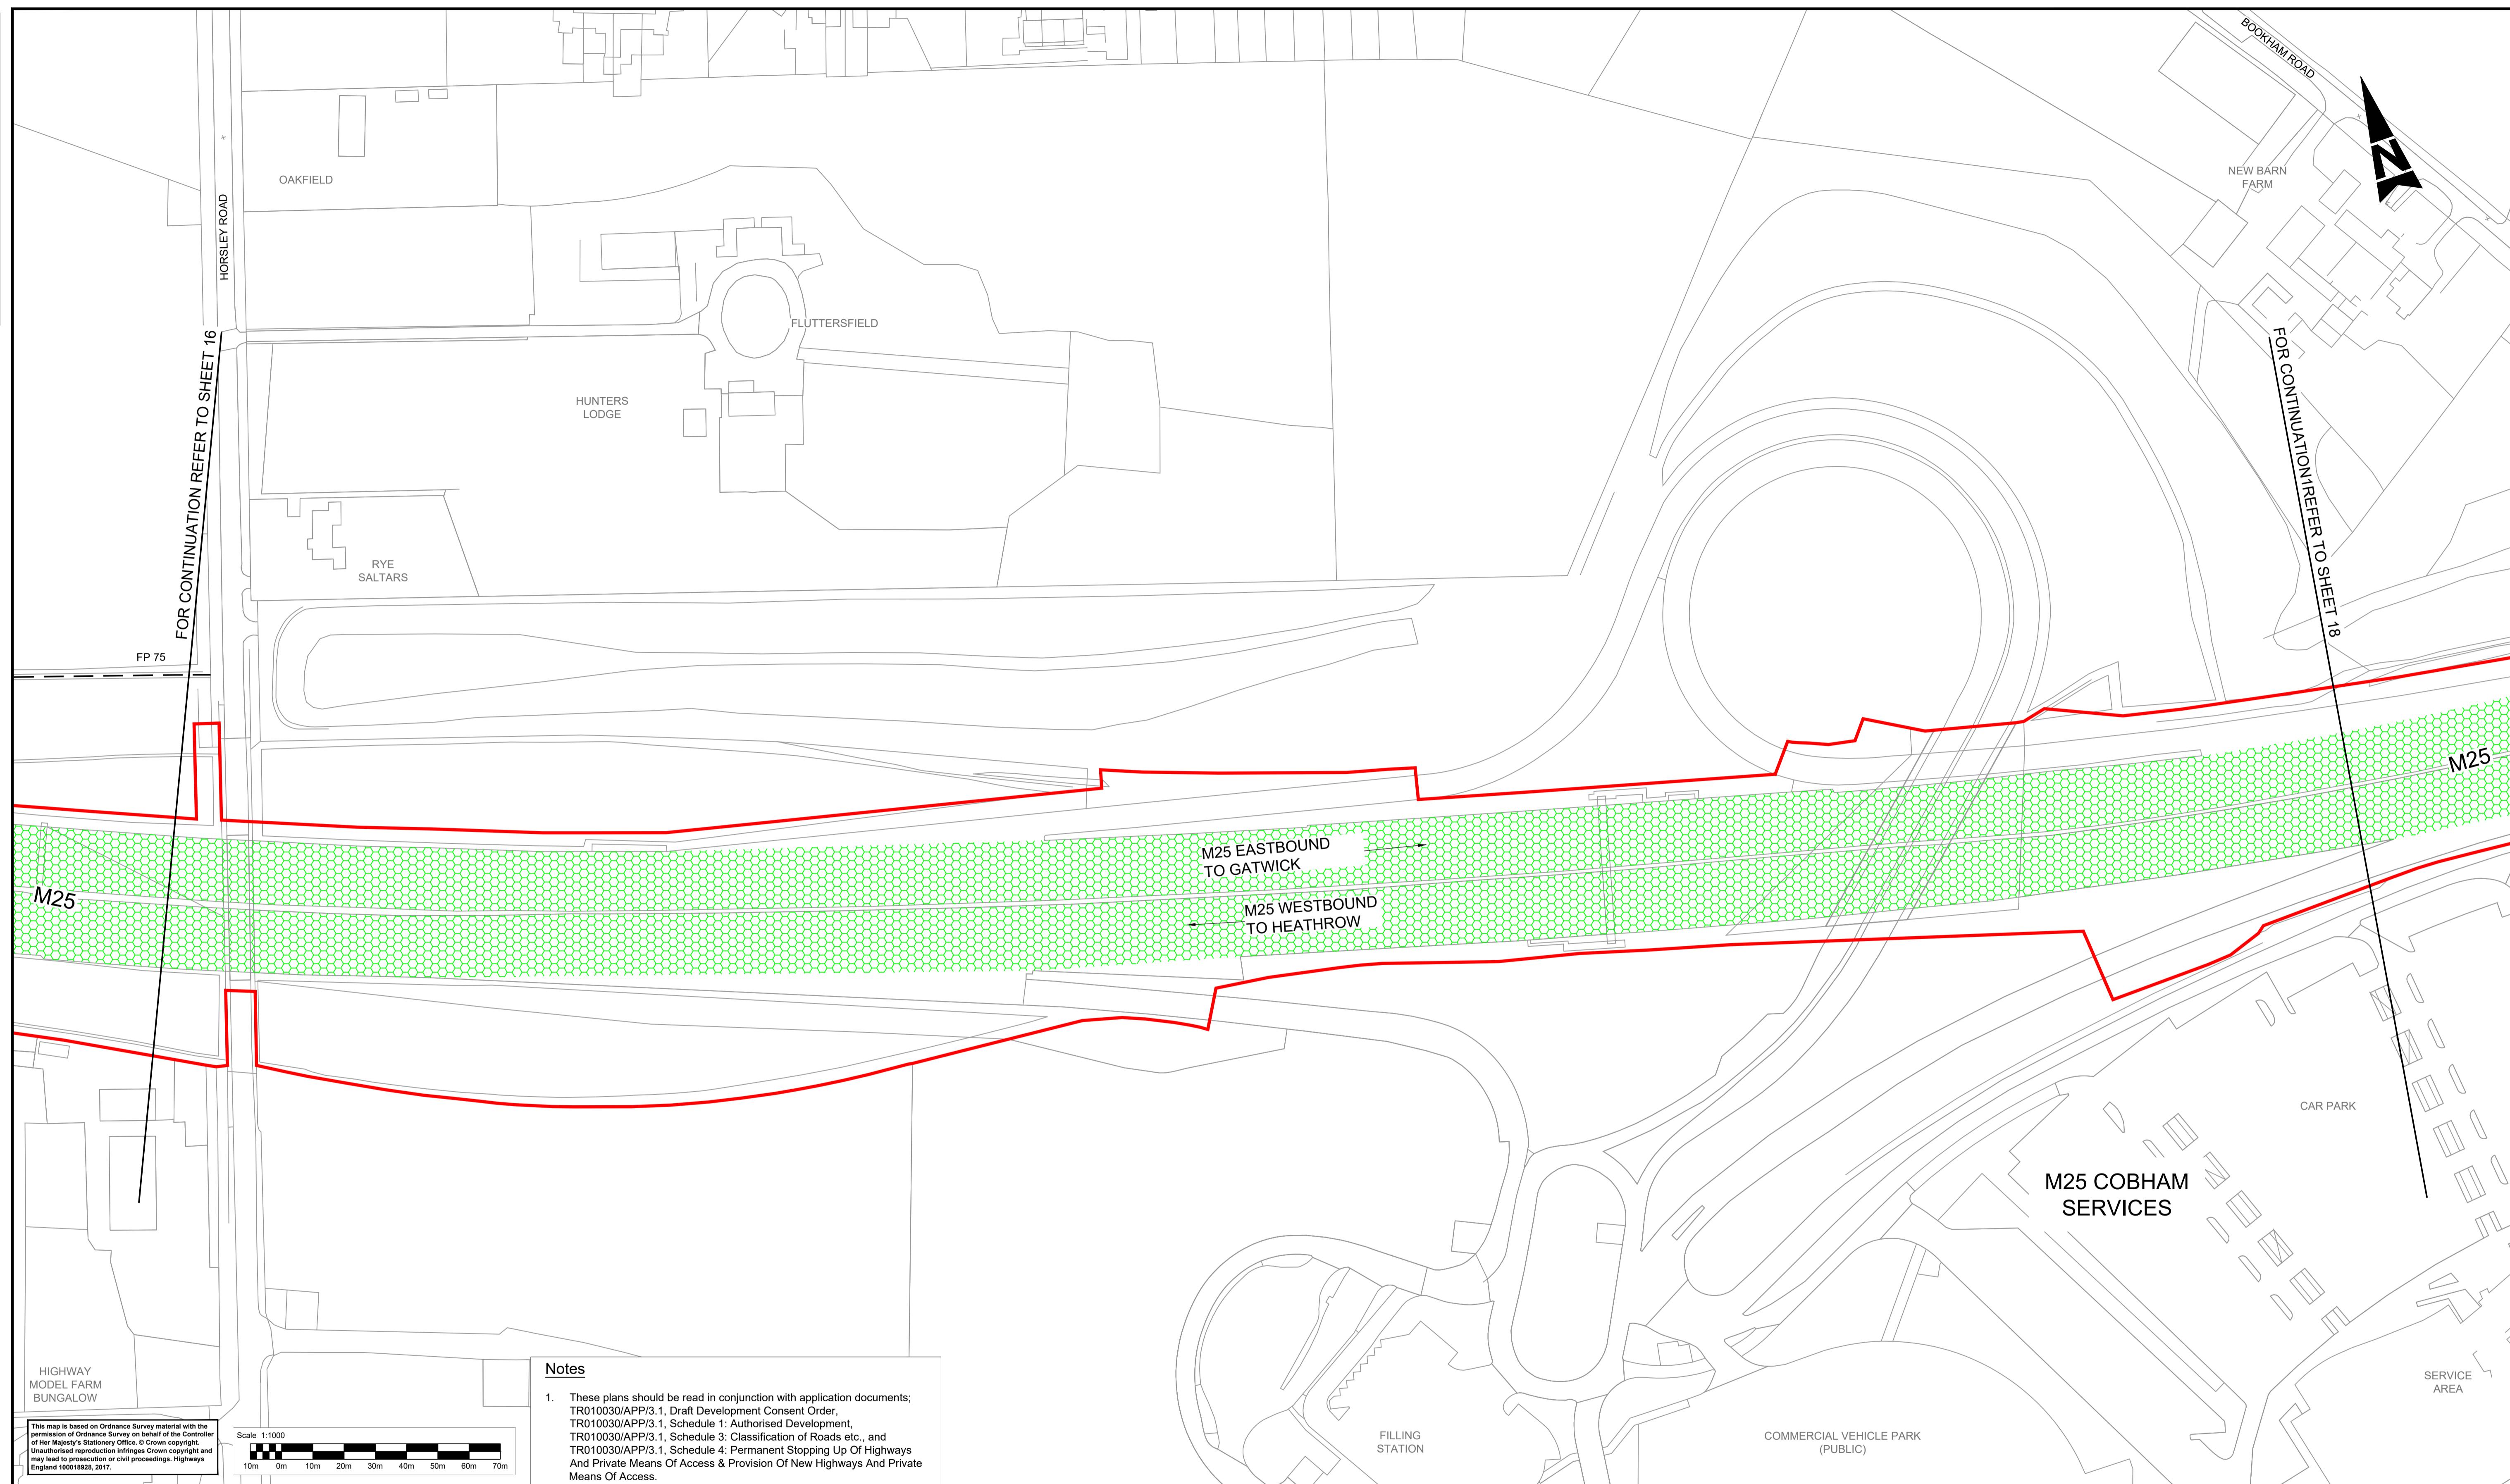 BOOKHAM ROAD
N
OAKFIELD
NEW BARN
FARM
HORSLEY ROAD
FLUTTERSFIELD
FOR CONTINUATION REFER TO SHEET 16
FOR CONTINUATION1REFER TO SHEET 18
HUNTERS
LODGE
RYE
SALTARS
FP 75
M25
M25 EASTBOUND
TO GATWICK
M25
M25 WESTBOUND
TO HEATHROW
CAR PARK
M25 COBHAM
SERVICES
HIGHWAY
MODEL FARM
BUNGALOW
SERVICE
AREA
FILLING
STATION
COMMERCIAL VEHICLE PARK
(PUBLIC)
Notes
1. These plans should be read in conjunction with application documents;
TR010030/APP/3.1, Draft Development Consent Order,
TR010030/APP/3.1, Schedule 1: Authorised Development,
TR010030/APP/3.1, Schedule 3: Classification of Roads etc., and
TR010030/APP/3.1, Schedule 4: Permanent Stopping Up Of Highways
And Private Means Of Access & Provision Of New Highways And Private
Means Of Access.
This map is based on Ordnance Survey material with the
permission of Ordnance Survey on behalf of the Controller
of Her Majesty's Stationery Office. © Crown copyright.
Unauthorised reproduction infringes Crown copyright and
may lead to prosecution or civil proceedings. Highways
England 100018928, 2017.
Scale 1:1000
10m 0m 10m 20m 30m 40m 50m 60m 70m